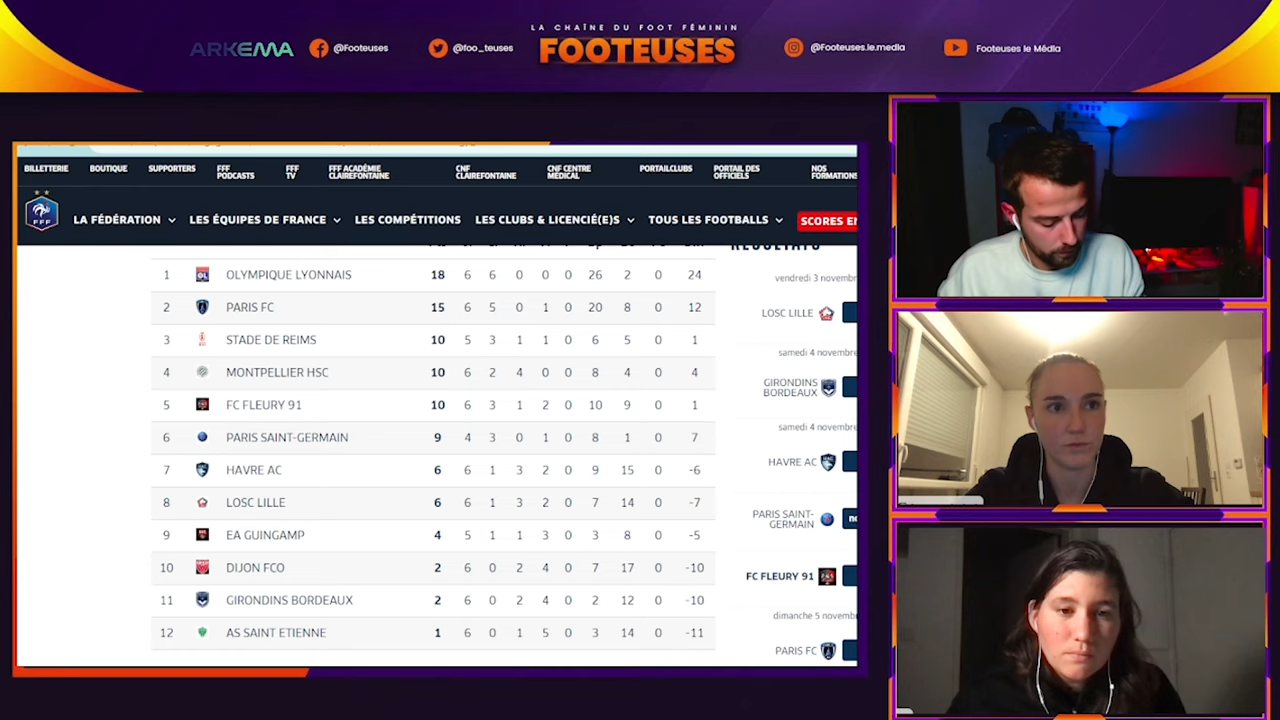 LA CHAÎNE DU FOOT FÉMININ
ARKEMA @Footeuses @foo_teuses FOOTEUSES @Footeuses.le.media Footeuses le Média
BILLETTERIE BOUTIQUE SUPPORTERS FFF PODCASTS FFF TV FFF ACADÉMIE CLAIREFONTAINE CNF CLAIREFONTAINE CNF CENTRE MÉDICAL PORTAILCLUBS PORTAIL DES OFFICIELS NOS FORMATIONS
FFF
LA FÉDÉRATION LES ÉQUIPES DE FRANCE LES COMPÉTITIONS LES CLUBS & LICENCIÉ(E)S TOUS LES FOOTBALLS SCORES EN
RÉSULTATS
1 OLYMPIQUE LYONNAIS 18 6 6 0 0 0 26 2 0 24
2 PARIS FC 15 6 5 0 1 0 20 8 0 12
3 STADE DE REIMS 10 5 3 1 1 0 6 5 0 1
4 MONTPELLIER HSC 10 6 2 4 0 0 8 4 0 4
5 FC FLEURY 91 10 6 3 1 2 0 10 9 0 1
6 PARIS SAINT-GERMAIN 9 4 3 0 1 0 8 1 0 7
7 HAVRE AC 6 6 1 3 2 0 9 15 0 -6
8 LOSC LILLE 6 6 1 3 2 0 7 14 0 -7
9 EA GUINGAMP 4 5 1 1 3 0 3 8 0 -5
10 DIJON FCO 2 6 0 2 4 0 7 17 0 -10
11 GIRONDINS BORDEAUX 2 6 0 2 4 0 2 12 0 -10
12 AS SAINT ETIENNE 1 6 0 1 5 0 3 14 0 -11
vendredi 3 novembre
LOSC LILLE
samedi 4 novembre
GIRONDINS
BORDEAUX
samedi 4 novembre
HAVRE AC
PARIS SAINT-
GERMAIN
FC FLEURY 91
dimanche 5 novemb
PARIS FC